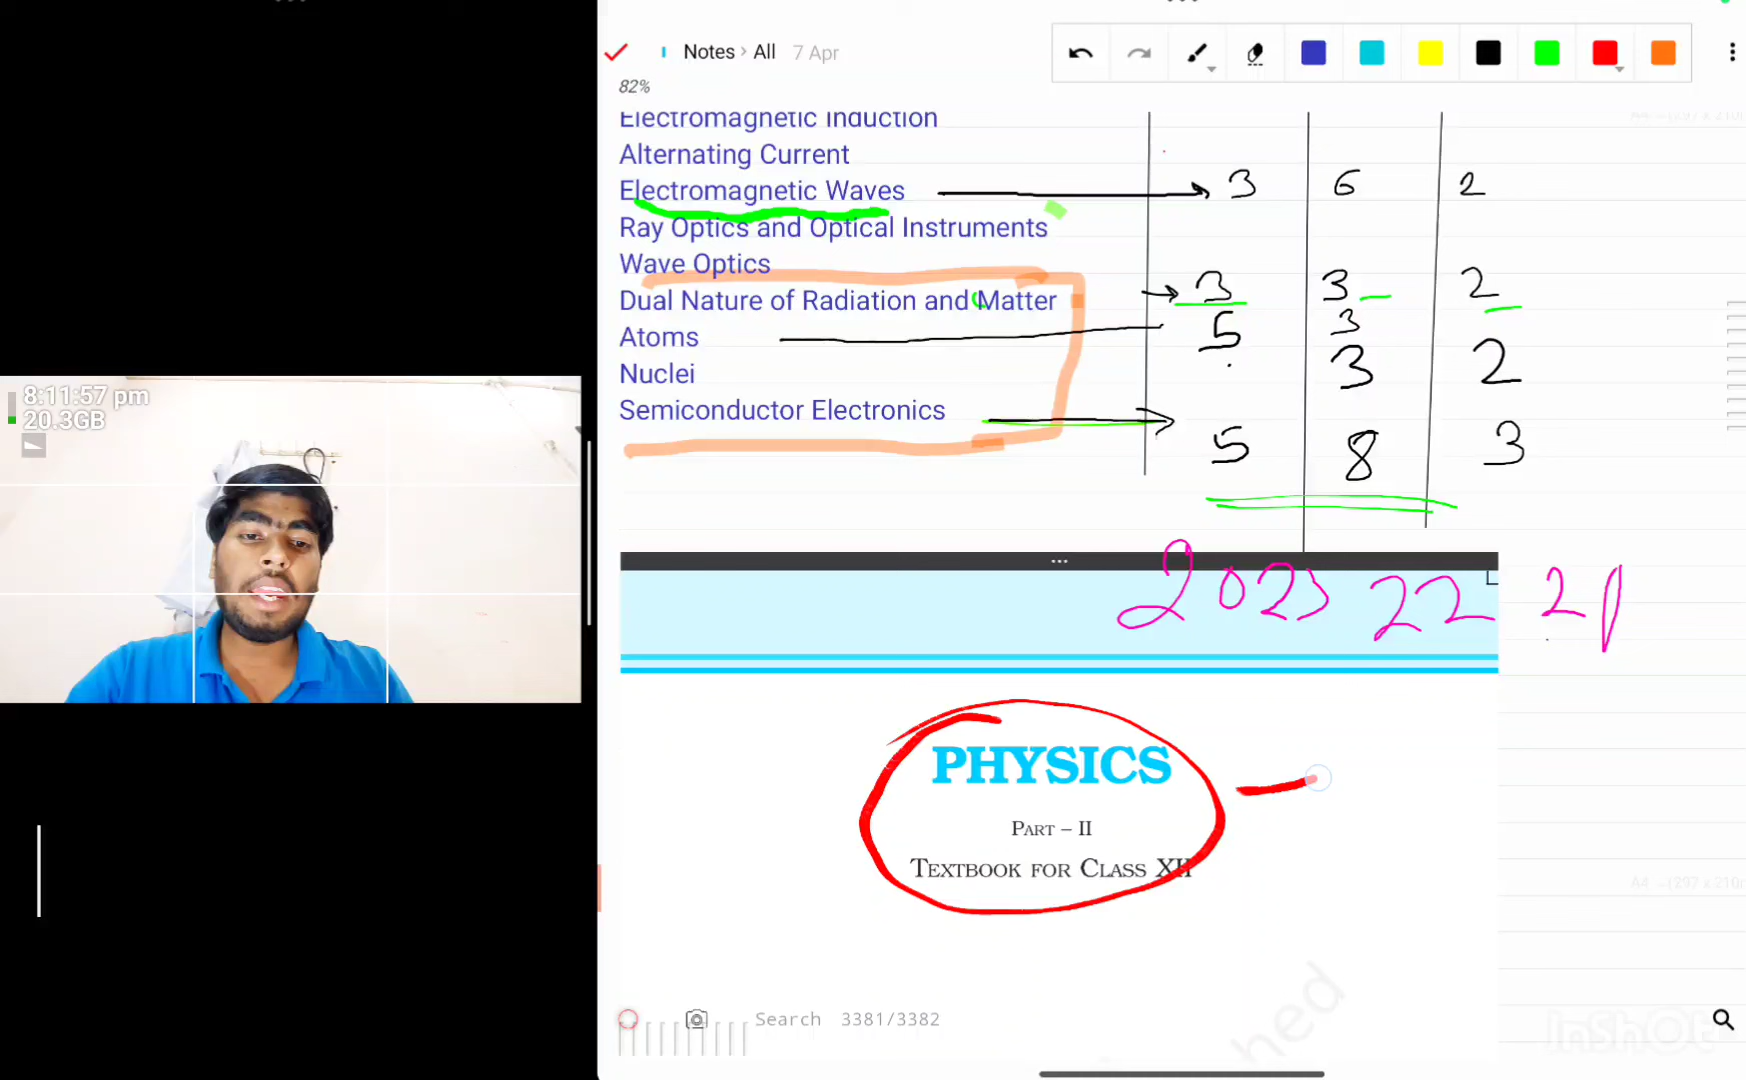 Notes › All 7 Apr
82%
8:11:57 pm
20.3GB
Electromagnetic Induction
Alternating Current
Electromagnetic Waves 3 6 2
Ray Optics and Optical Instruments
Wave Optics
Dual Nature of Radiation and Matter 3 3 2
Atoms 5 3
Nuclei 3 2
Semiconductor Electronics 5 8 3
2023 22 21
PHYSICS
PART – II
TEXTBOOK FOR CLASS XII
Search 3381/3382
InShOt